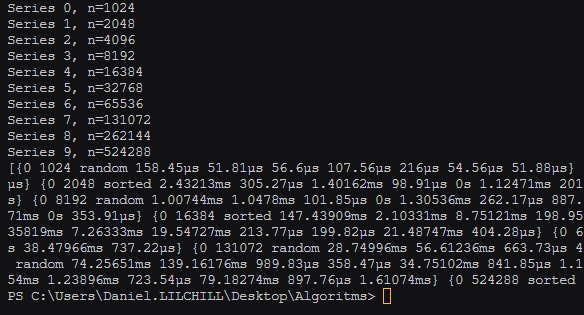 Series 0, n=1024
Series 1, n=2048
Series 2, n=4096
Series 3, n=8192
Series 4, n=16384
Series 5, n=32768
Series 6, n=65536
Series 7, n=131072
Series 8, n=262144
Series 9, n=524288
[{0 1024 random 158.45µs 51.81µs 56.6µs 107.56µs 216µs 54.56µs 51.88µs}
µs} {0 2048 sorted 2.43213ms 305.27µs 1.40162ms 98.91µs 0s 1.12471ms 201
s} {0 8192 random 1.00744ms 1.0478ms 101.85µs 0s 1.30536ms 262.17µs 887.
71ms 0s 353.91µs} {0 16384 sorted 147.43909ms 2.10331ms 8.75121ms 198.95
35819ms 7.26333ms 19.54727ms 213.77µs 199.82µs 21.48747ms 404.28µs} {0 6
s 38.47966ms 737.22µs} {0 131072 random 28.74996ms 56.61236ms 663.73µs 4
random 74.25651ms 139.16176ms 989.83µs 358.47µs 34.75102ms 841.85µs 1.1
54ms 1.23896ms 723.54µs 79.18274ms 897.76µs 1.61074ms} {0 524288 sorted
PS C:\Users\Daniel.LILCHILL\Desktop\Algoritms>